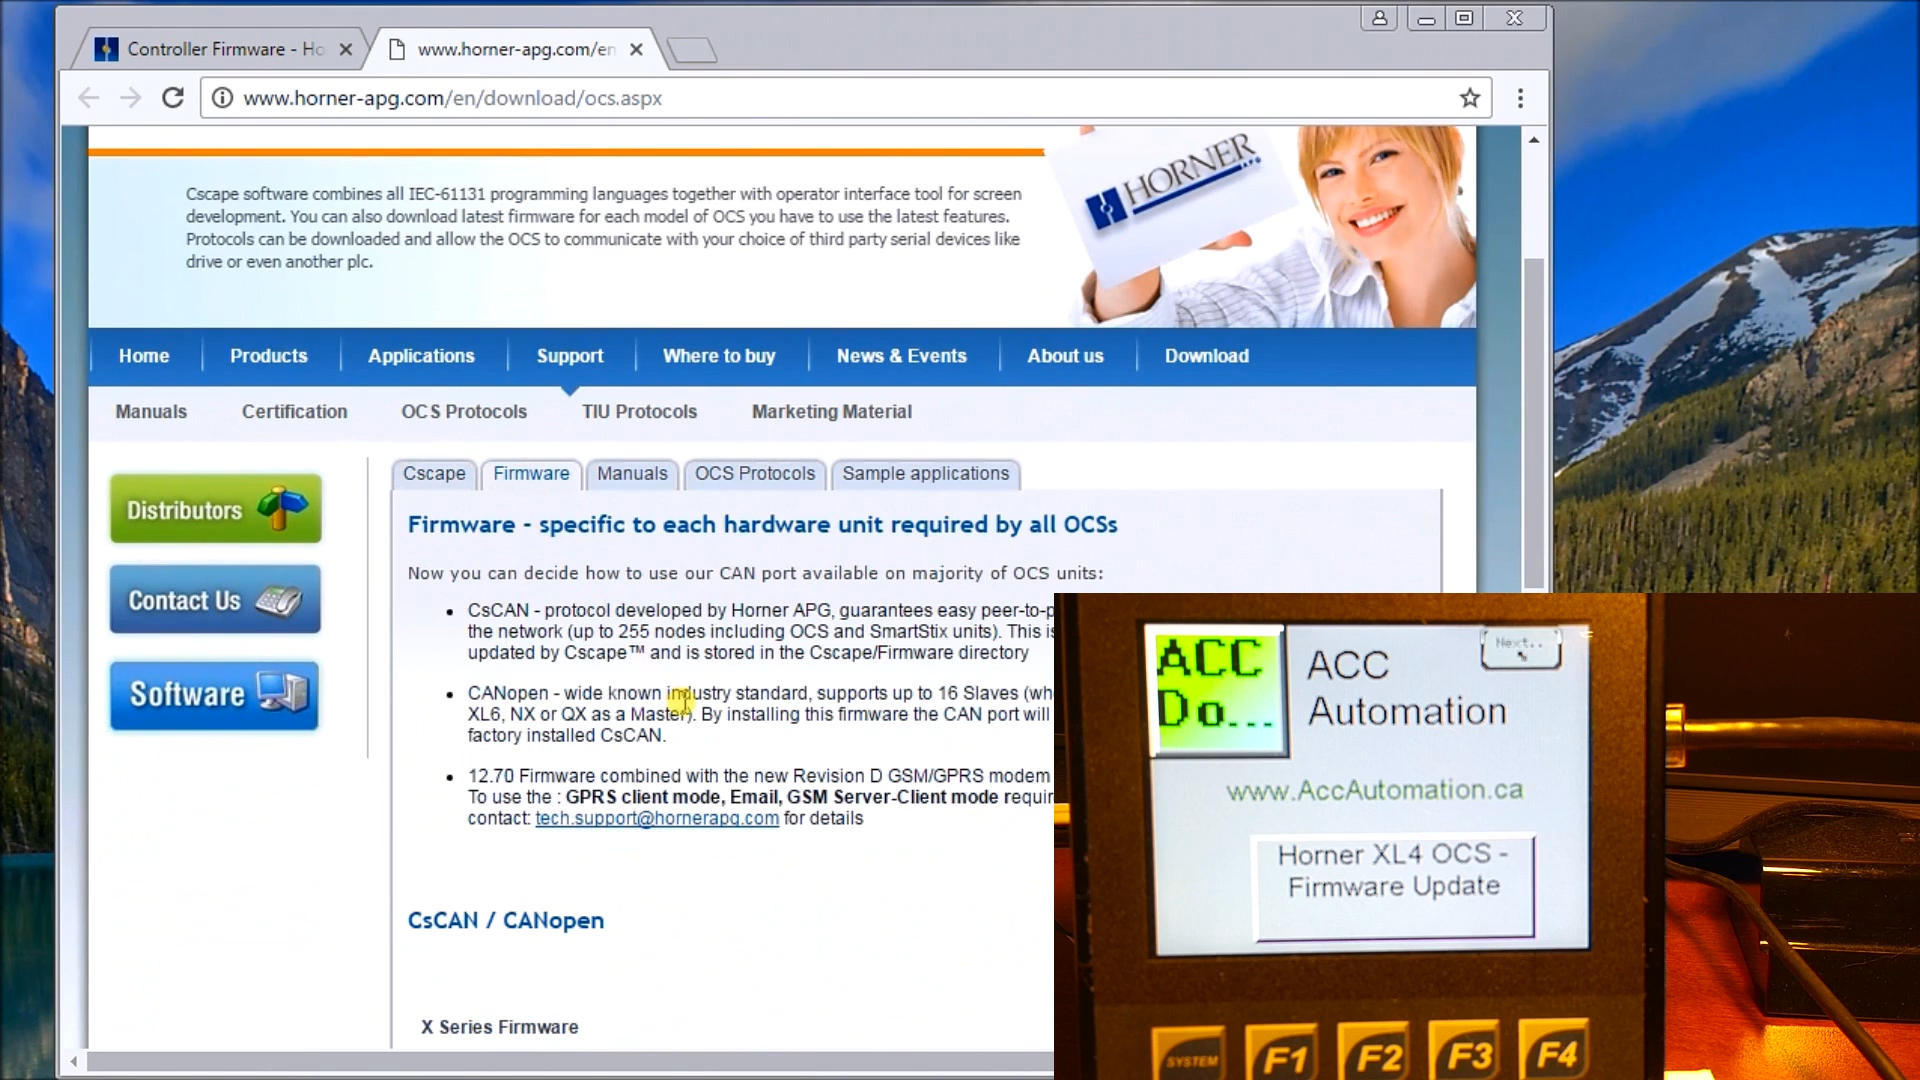 Controller Firmware - Ho
www.horner-apg.com/en
www.horner-apg.com/en/download/ocs.aspx
Cscape software combines all IEC-61131 programming languages together with operator interface tool for screen
development. You can also download latest firmware for each model of OCS you have to use the latest features.
Protocols can be downloaded and allow the OCS to communicate with your choice of third party serial devices like
drive or even another plc.
HORNER
APG
Home
Products
Applications
Support
Where to buy
News & Events
About us
Download
Manuals
Certification
OCS Protocols
TIU Protocols
Marketing Material
Distributors
Contact Us
Software
Cscape
Firmware
Manuals
OCS Protocols
Sample applications
Firmware - specific to each hardware unit required by all OCSs
Now you can decide how to use our CAN port available on majority of OCS units:
CsCAN - protocol developed by Horner APG, guarantees easy peer-to-p
the network (up to 255 nodes including OCS and SmartStix units). This is
updated by Cscape™ and is stored in the Cscape/Firmware directory
CANopen - wide known industry standard, supports up to 16 Slaves (wh
XL6, NX or QX as a Master). By installing this firmware the CAN port will
factory installed CsCAN.
12.70 Firmware combined with the new Revision D GSM/GPRS modem
To use the : GPRS client mode, Email, GSM Server-Client mode requir
contact: tech.support@hornerapg.com for details
CsCAN / CANopen
X Series Firmware
ACC
Do...
ACC
Automation
Next..
www.AccAutomation.ca
Horner XL4 OCS -
Firmware Update
SYSTEM
F1
F2
F3
F4